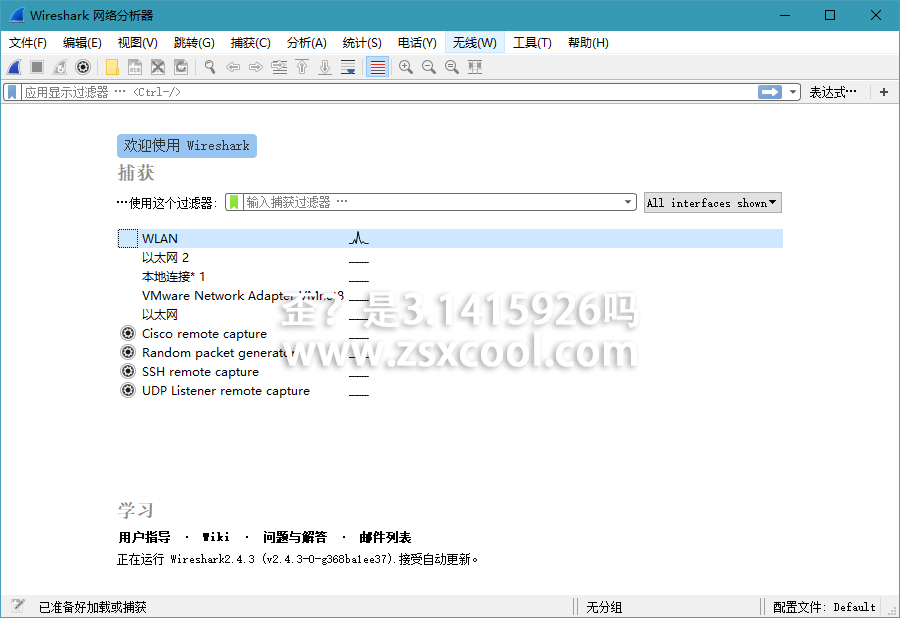 Wireshark 网络分析器
文件(F) 编辑(E) 视图(V) 跳转(G) 捕获(C) 分析(A) 统计(S) 电话(Y) 无线(W) 工具(T) 帮助(H)
应用显示过滤器 … <Ctrl-/> 表达式… +
欢迎使用 Wireshark
捕获
…使用这个过滤器: 输入捕获过滤器 … All interfaces shown
WLAN
以太网 2
本地连接* 1
VMware Network Adapter
以太网
Cisco remote capture
Random packet generator
SSH remote capture
UDP Listener remote capture
歪?是3.1415926吗
www.zsxcool.com
学习
用户指导 · Wiki · 问题与解答 · 邮件列表
正在运行 Wireshark2.4.3 (v2.4.3-0-g368ba1ee37).接受自动更新。
已准备好加载或捕获 无分组 配置文件: Default